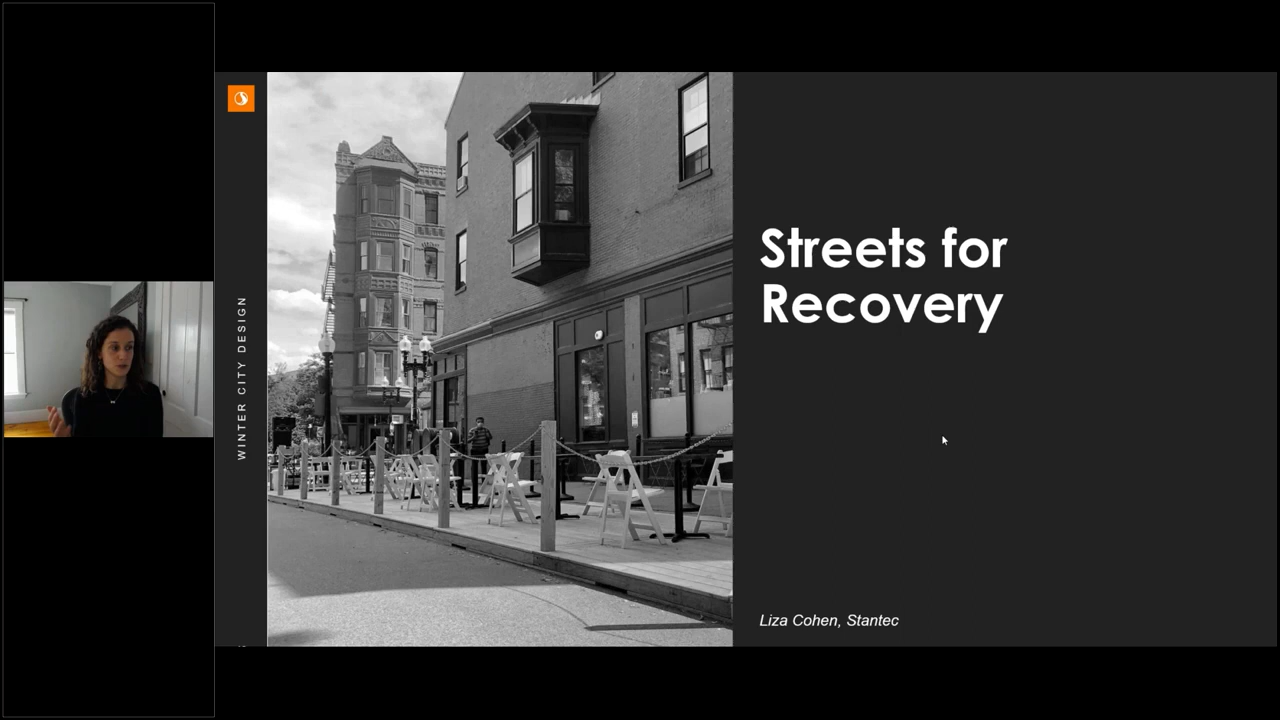 WINTER CITY DESIGN
Streets for
Recovery
Liza Cohen, Stantec